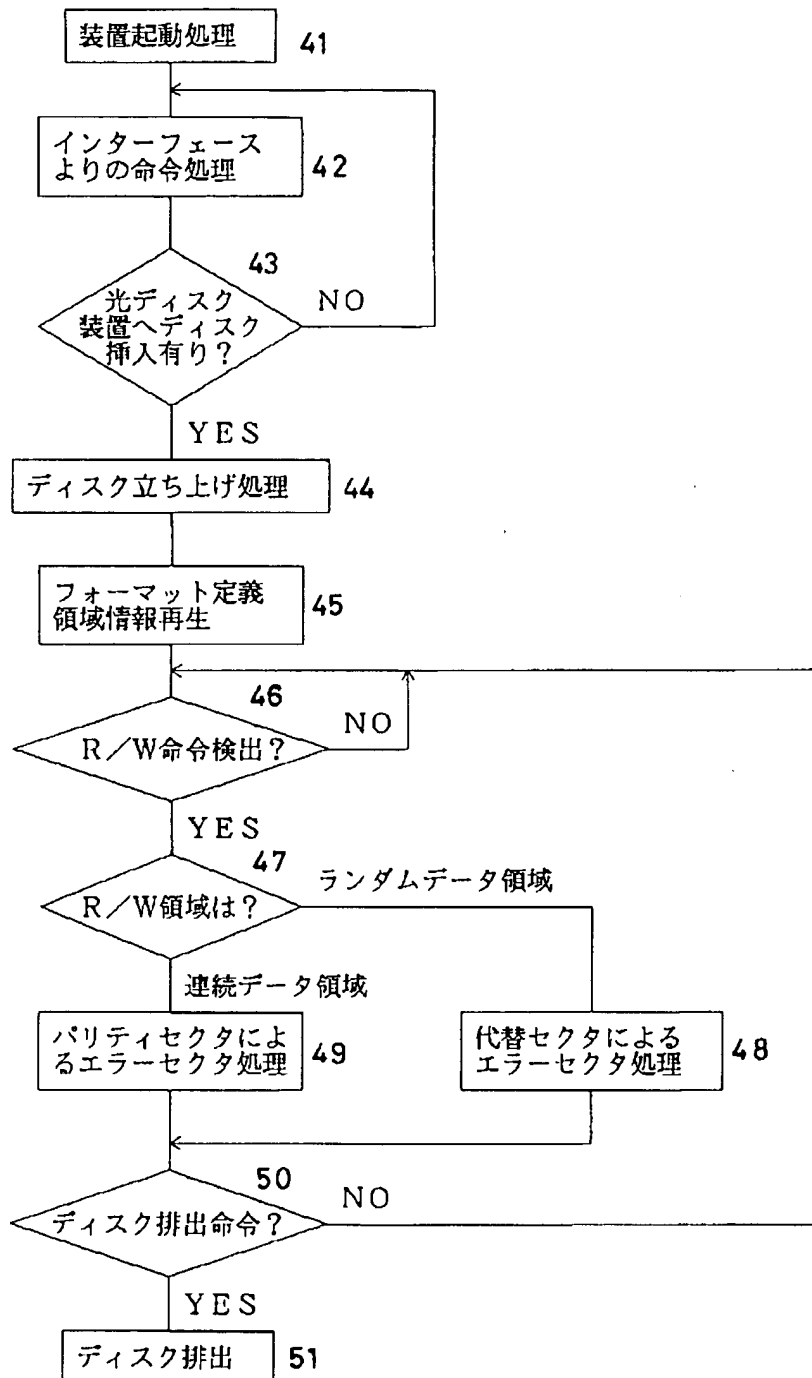 装置起動処理
41
インターフェース
よりの命令処理
42
43
光ディスク
装置へディスク
挿入有り？
NO
YES
ディスク立ち上げ処理
44
フォーマット定義
領域情報再生
45
46
R／W命令検出？
NO
YES
47
R／W領域は？
ランダムデータ領域
連続データ領域
パリティセクタによ
るエラーセクタ処理
49
代替セクタによる
エラーセクタ処理
48
50
ディスク排出命令？
NO
YES
ディスク排出
51